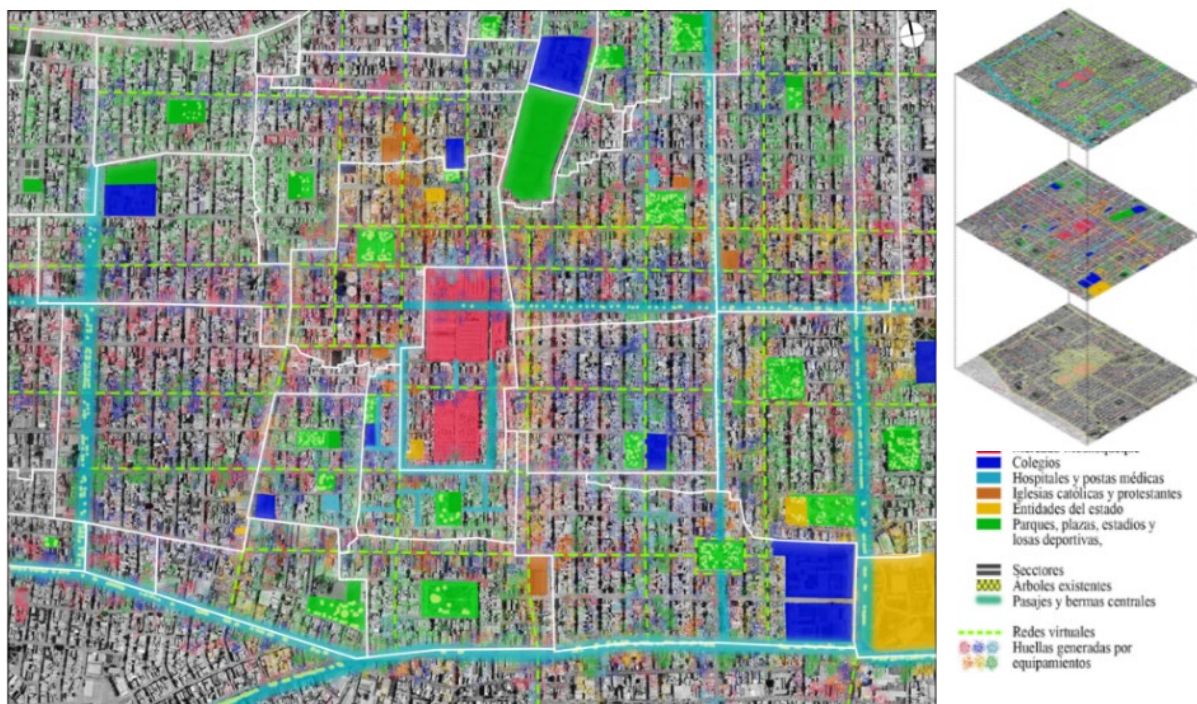 Colegios
Hospitales y postas médicas
Iglesias católicas y protestantes
Entidades del estado
Parques, plazas, estadios y
losas deportivas,
Secctores
Árboles existentes
Pasajes y bermas centrales
Redes virtuales
Huellas generadas por
equipamientos